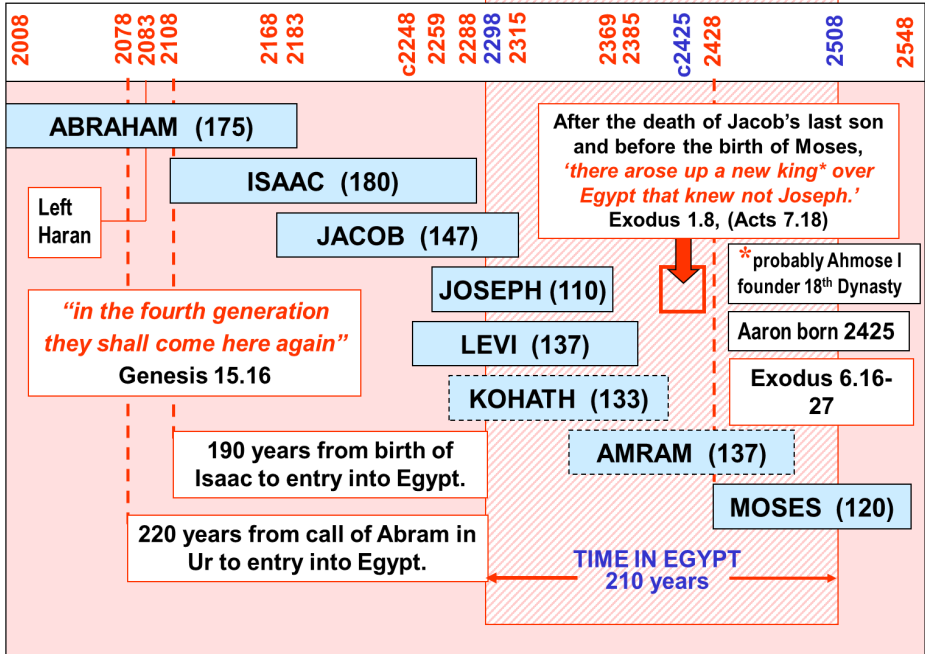 2008
2078
2083
2108
2168
2183
c2248
2259
2288
2298
2315
2369
2385
c2425
2428
2508
2548
ABRAHAM (175)
ISAAC (180)
JACOB (147)
JOSEPH (110)
LEVI (137)
KOHATH (133)
AMRAM (137)
MOSES (120)
Left
Haran
After the death of Jacob’s last son
and before the birth of Moses,
‘there arose up a new king* over
Egypt that knew not Joseph.’
Exodus 1.8, (Acts 7.18)
*probably Ahmose I
founder 18th Dynasty
Aaron born 2425
Exodus 6.16-
27
“in the fourth generation
they shall come here again”
Genesis 15.16
190 years from birth of
Isaac to entry into Egypt.
220 years from call of Abram in
Ur to entry into Egypt.
TIME IN EGYPT
210 years